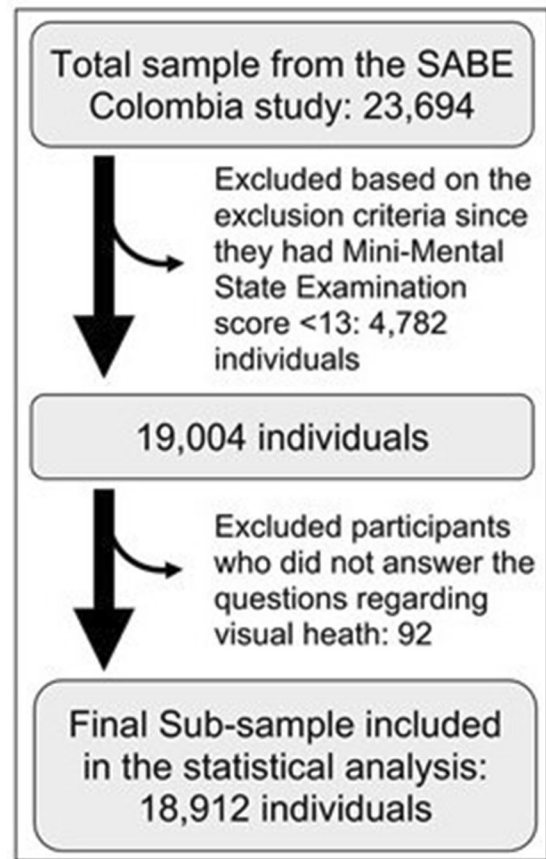 Total sample from the SABE
Colombia study: 23,694
Excluded based on the
exclusion criteria since
they had Mini-Mental
State Examination
score <13: 4,782
individuals
19,004 individuals
Excluded participants
who did not answer the
questions regarding
visual heath: 92
Final Sub-sample included
in the statistical analysis:
18,912 individuals